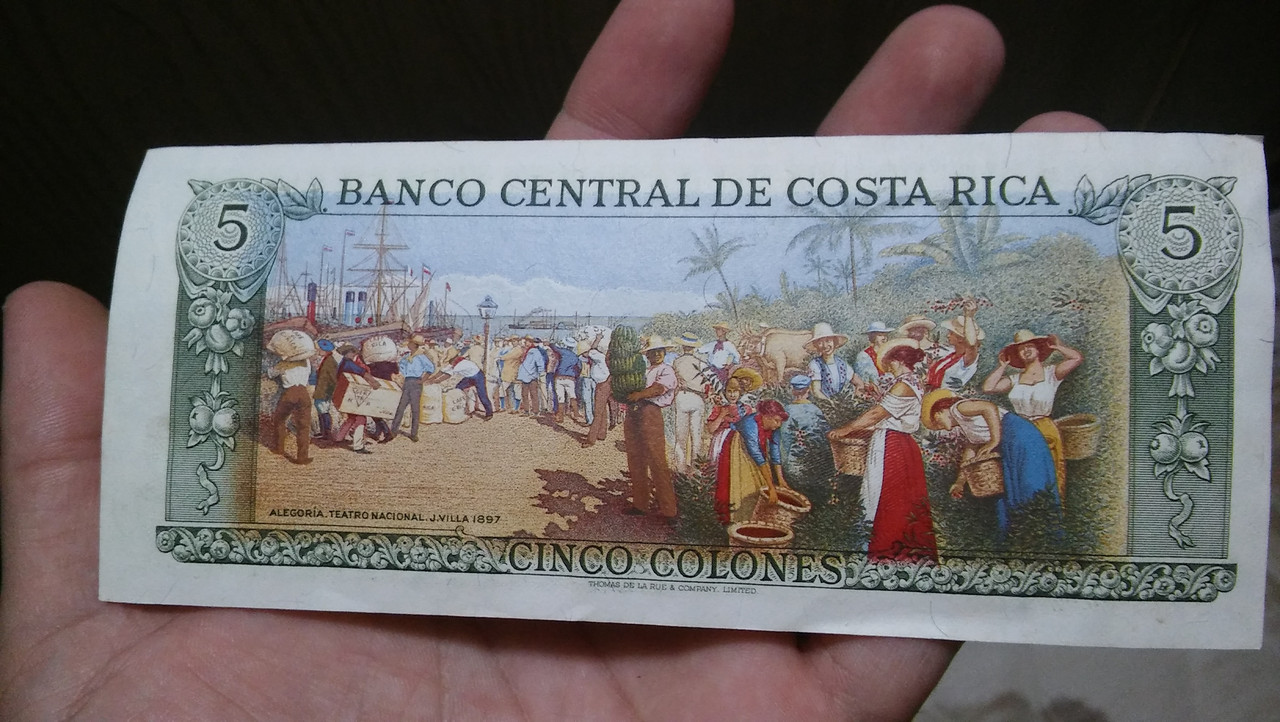 BANCO CENTRAL DE COSTA RICA
5
5
ALEGORÍA. TEATRO NACIONAL. J. VILLA 1897
CINCO COLONES
THOMAS DE LA RUE & COMPANY, LIMITED.